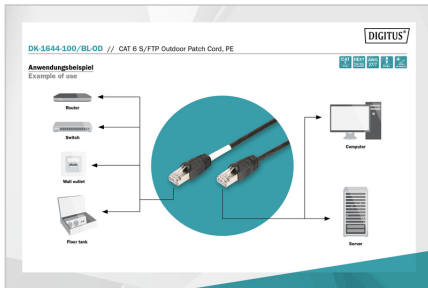 DIGITUS®
DK-1644-100/BL-OD // CAT 6 S/FTP Outdoor Patch Cord, PE
Anwendungsbeispiel
Example of use
Router
Switch
Wall outlet
Floor tank
Computer
Server